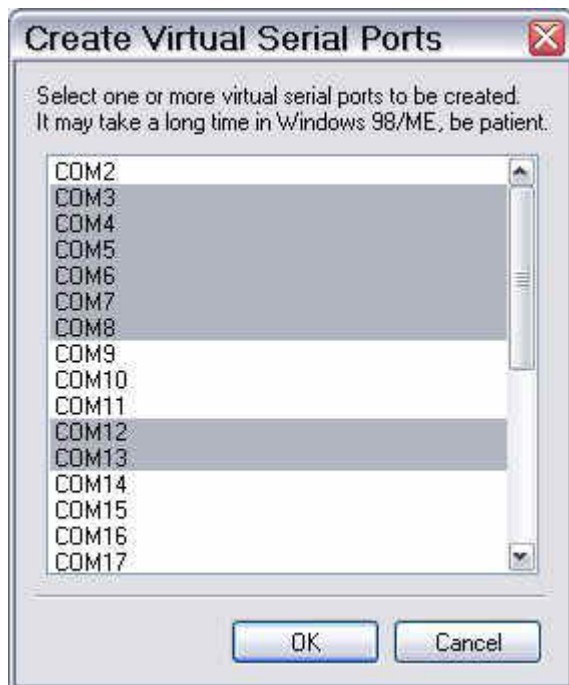 Create Virtual Serial Ports
Select one or more virtual serial ports to be created.
It may take a long time in Windows 98/ME, be patient.
COM2
COM3
COM4
COM5
COM6
COM7
COM8
COM9
COM10
COM11
COM12
COM13
COM14
COM15
COM16
COM17
OK
Cancel